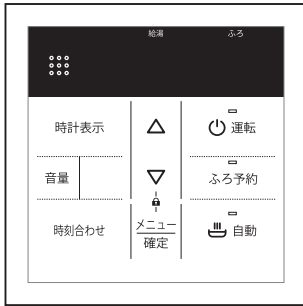 給湯 ふろ
時計表示
運転
音量
ふろ予約
時刻合わせ
メニュー
確定
自動